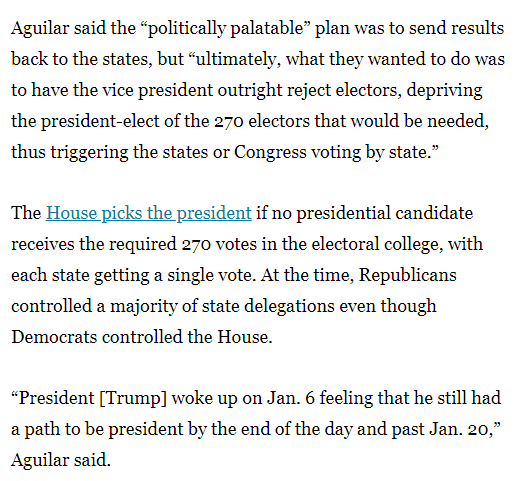 Aguilar said the “politically palatable” plan was to send results
back to the states, but “ultimately, what they wanted to do was
to have the vice president outright reject electors, depriving
the president-elect of the 270 electors that would be needed,
thus triggering the states or Congress voting by state.”
The House picks the president if no presidential candidate
receives the required 270 votes in the electoral college, with
each state getting a single vote. At the time, Republicans
controlled a majority of state delegations even though
Democrats controlled the House.
“President [Trump] woke up on Jan. 6 feeling that he still had
a path to be president by the end of the day and past Jan. 20,”
Aguilar said.